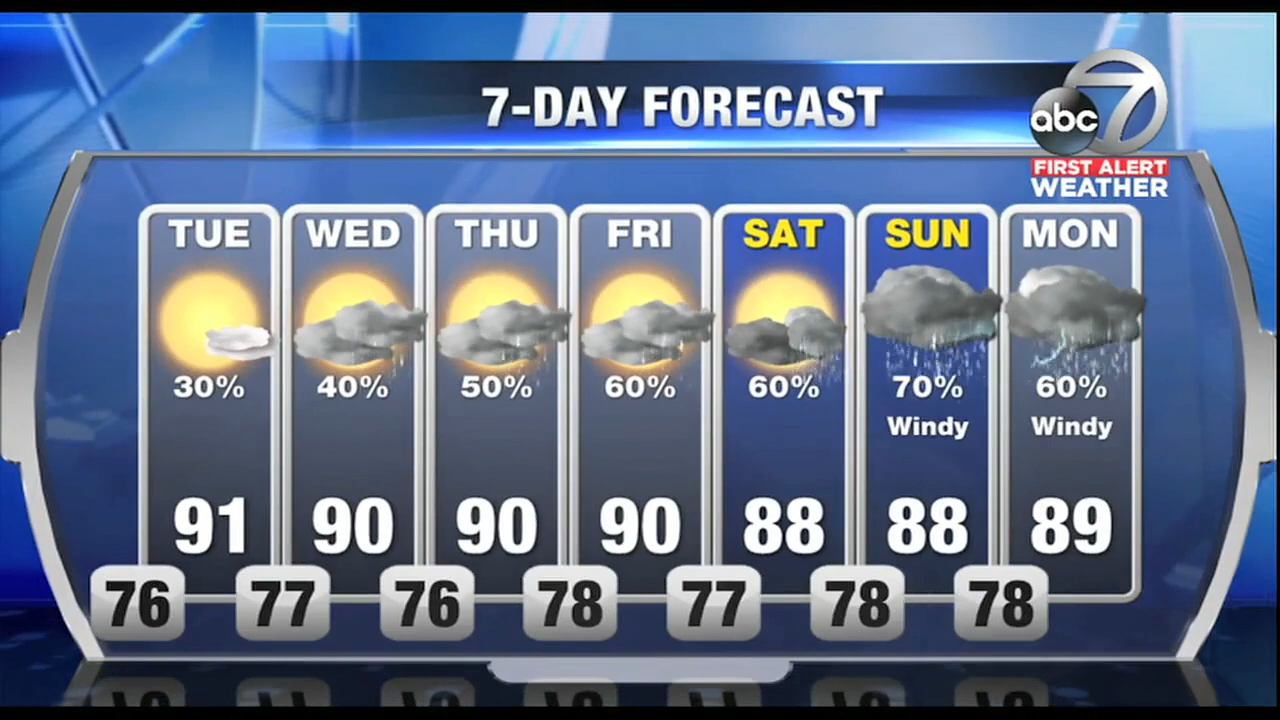 7-DAY FORECAST
abc 7
FIRST ALERT
WEATHER
TUE WED THU FRI SAT SUN MON
30% 40% 50% 60% 60% 70% 60%
Windy Windy
91 90 90 90 88 88 89
76 77 76 78 77 78 78